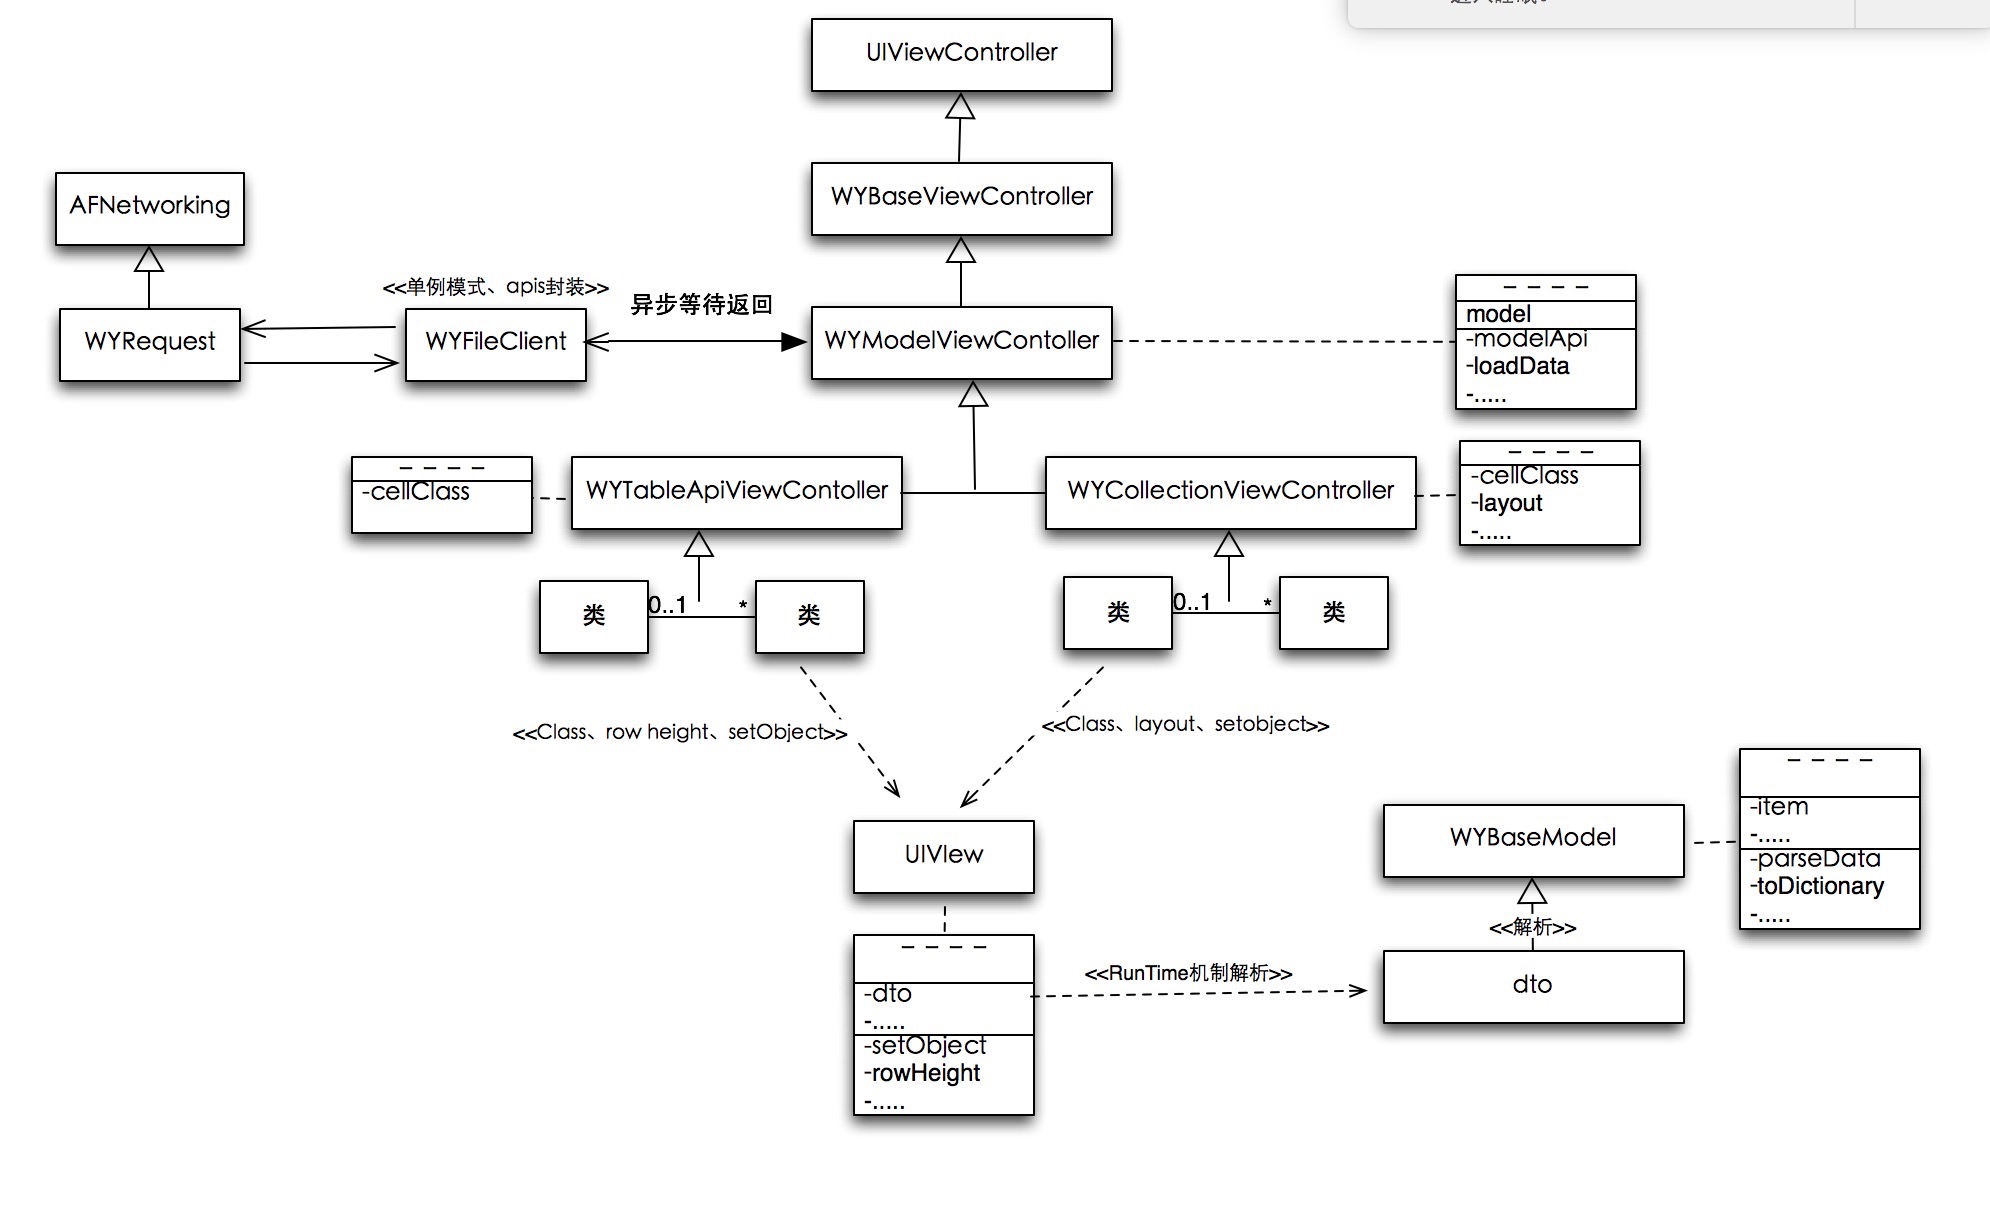 UIViewController
WYBaseViewController
AFNetworking
<<单例模式、apis封装>>
异步等待返回
WYRequest
WYFileClient
WYModelViewContoller
model
-modelApi
-loadData
-.....
-cellClass
WYTableApiViewContoller
WYCollectionViewController
-cellClass
-layout
-.....
类
0..1
*
类
类
0..1
*
类
<<Class、row height、setObject>>
<<Class、layout、setobject>>
UIVIew
WYBaseModel
-item
-.....
-parseData
-toDictionary
-.....
<<解析>>
-dto
-.....
-setObject
-rowHeight
-.....
<<RunTime机制解析>>
dto